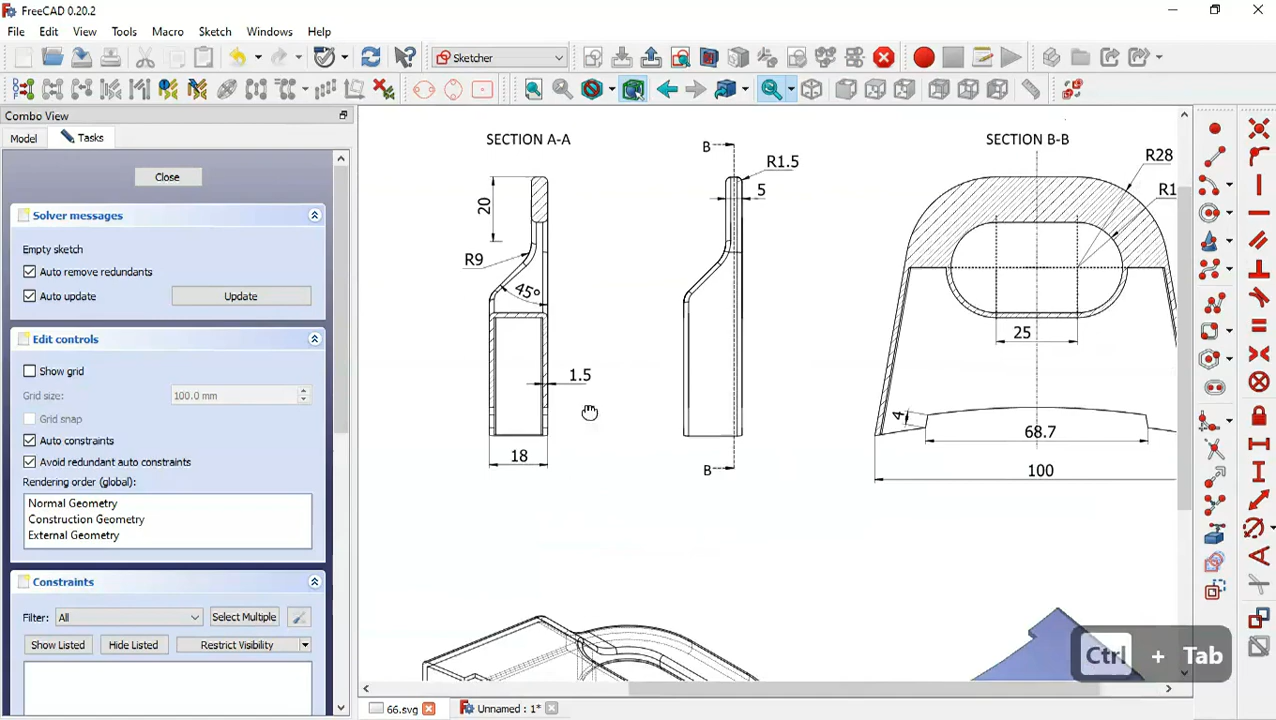 FreeCAD 0.20.2
File Edit View Tools Macro Sketch Windows Help
Sketcher
Combo View
Model Tasks
Close
Solver messages
Empty sketch
Auto remove redundants
Auto update Update
Edit controls
Show grid
Grid size: 100.0 mm
Grid snap
Auto constraints
Avoid redundant auto constraints
Rendering order (global):
Normal Geometry
Construction Geometry
External Geometry
Constraints
Filter: All Select Multiple
Show Listed Hide Listed Restrict Visibility
SECTION A-A
20
R9
45°
1.5
18
B
R1.5
5
B
SECTION B-B
R28
R1
25
4
68.7
100
Ctrl + Tab
66.svg Unnamed : 1*